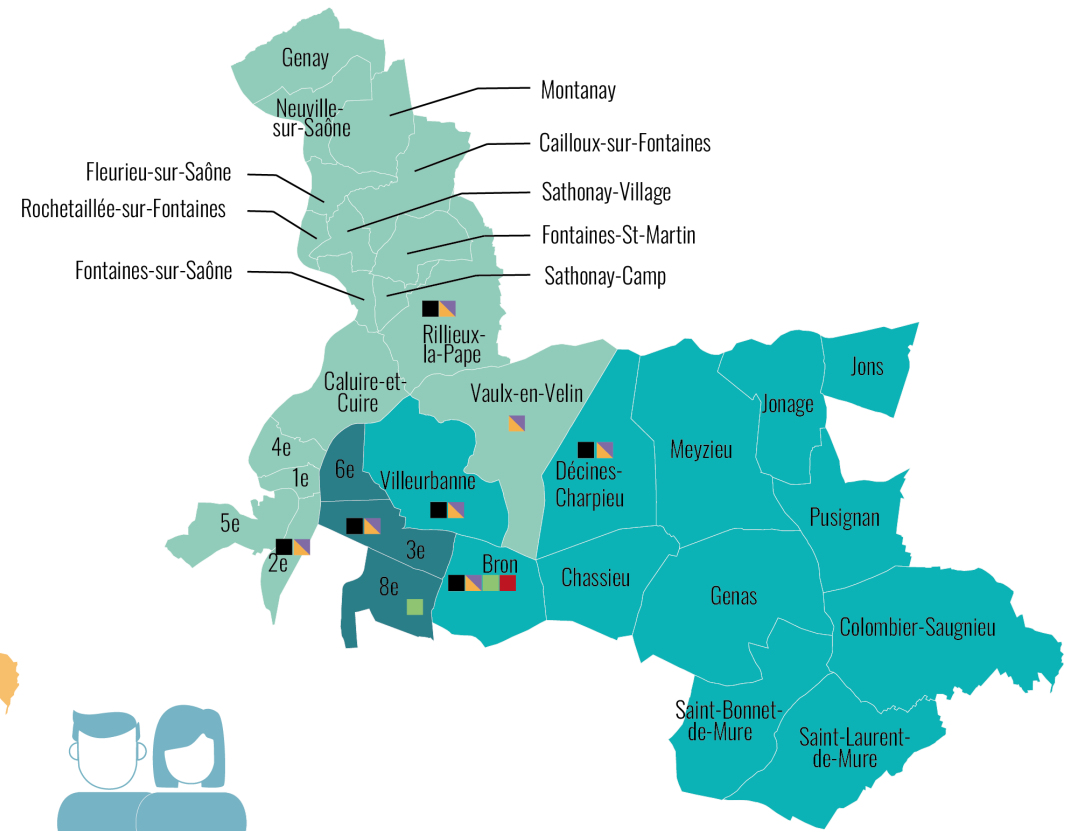 Genay
Montanay
Neuville-
sur-Saône
Cailloux-sur-Fontaines
Fleurieu-sur-Saône
Sathonay-Village
Rochetaillée-sur-Fontaines
Fontaines-St-Martin
Fontaines-sur-Saône
Sathonay-Camp
Rillieux-
la-Pape
Jons
Caluire-et-
Cuire
Vaulx-en-Velin
Jonage
4e
Meyzieu
1e
6e
Villeurbanne
Décines-
Charpieu
5e
Pusignan
3e
2e
Bron
Chassieu
8e
Genas
Colombier-Saugnieu
Saint-Bonnet-
de-Mure
Saint-Laurent-
de-Mure